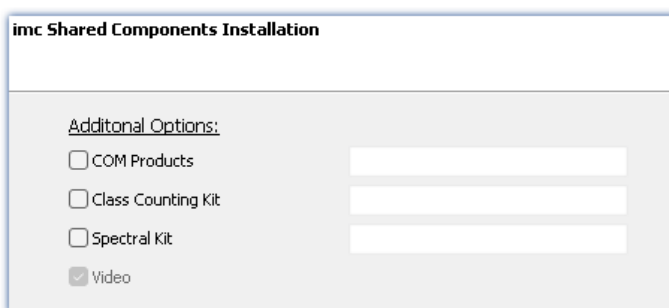 imc Shared Components Installation
Additonal Options:
COM Products
Class Counting Kit
Spectral Kit
Video